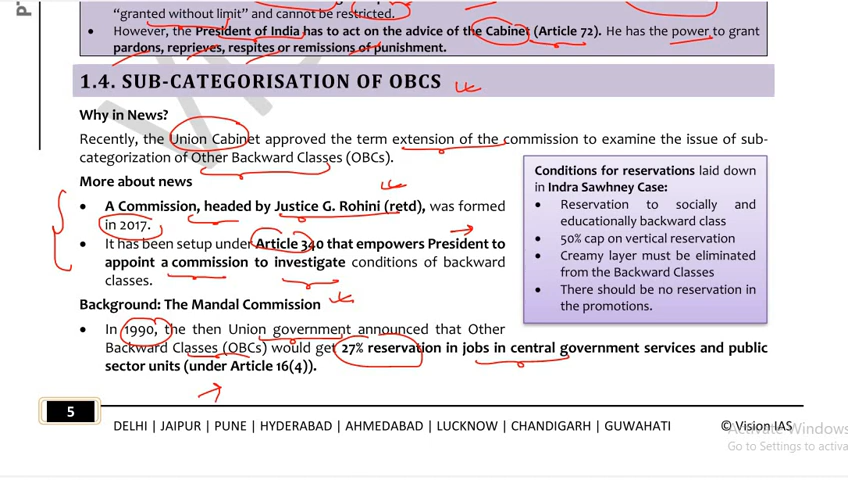 "granted without limit" and cannot be restricted.
• However, the President of India has to act on the advice of the Cabinet (Article 72). He has the power to grant
pardons, reprieves, respites or remissions of punishment.
1.4. SUB-CATEGORISATION OF OBCS
Why in News?
Recently, the Union Cabinet approved the term extension of the commission to examine the issue of sub-
categorization of Other Backward Classes (OBCs).
More about news
• A Commission, headed by Justice G. Rohini (retd), was formed
in 2017.
• It has been setup under Article 340 that empowers President to
appoint a commission to investigate conditions of backward
classes.
Background: The Mandal Commission
• In 1990, the then Union government announced that Other
Backward Classes (OBCs) would get 27% reservation in jobs in central government services and public
sector units (under Article 16(4)).
Conditions for reservations laid down
in Indra Sawhney Case:
• Reservation to socially and
educationally backward class
• 50% cap on vertical reservation
• Creamy layer must be eliminated
from the Backward Classes
• There should be no reservation in
the promotions.
5
DELHI | JAIPUR | PUNE | HYDERABAD | AHMEDABAD | LUCKNOW | CHANDIGARH | GUWAHATI
© Vision IAS
Activate Windows
Go to Settings to activa